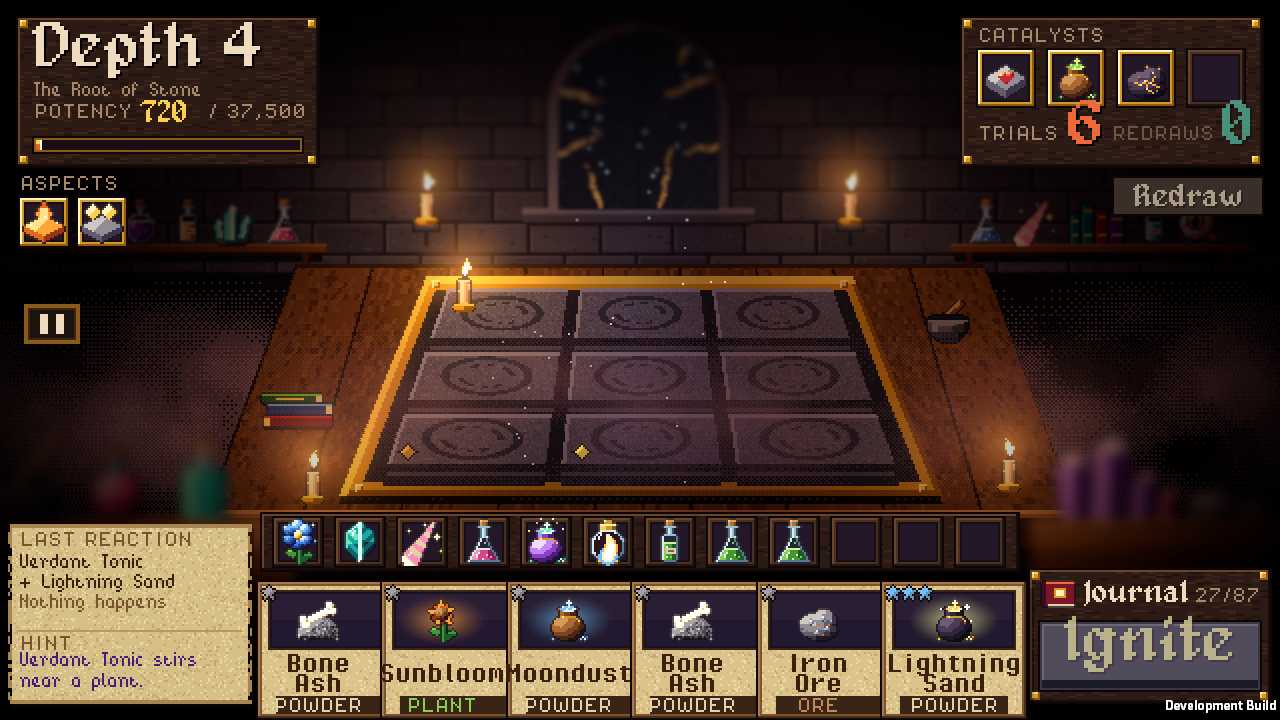 Depth 4
The Root of Stone
POTENCY 720 / 37,500
ASPECTS
CATALYSTS
TRIALS 6 REDRAWS 0
Redraw
LAST REACTION
Verdant Tonic
+ Lightning Sand
Nothing happens
HINT
Verdant Tonic stirs
near a plant.
Bone
Ash
POWDER
Sunbloom
PLANT
Moondust
POWDER
Bone
Ash
POWDER
Iron
Ore
ORE
Lightning
Sand
POWDER
Journal 27/87
Ignite
Development Build